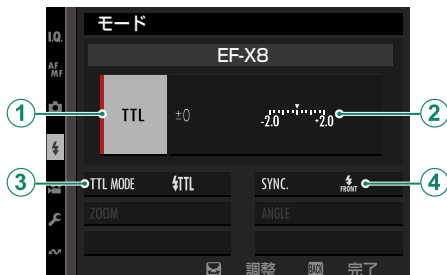 モード
I.Q.
EF-X8
AF
MF
TTL ±0 -2.0 +2.0
1 2
3 TTL MODE TTL SYNC. FRONT 4
ZOOM ANGLE
調整 BACK 完了